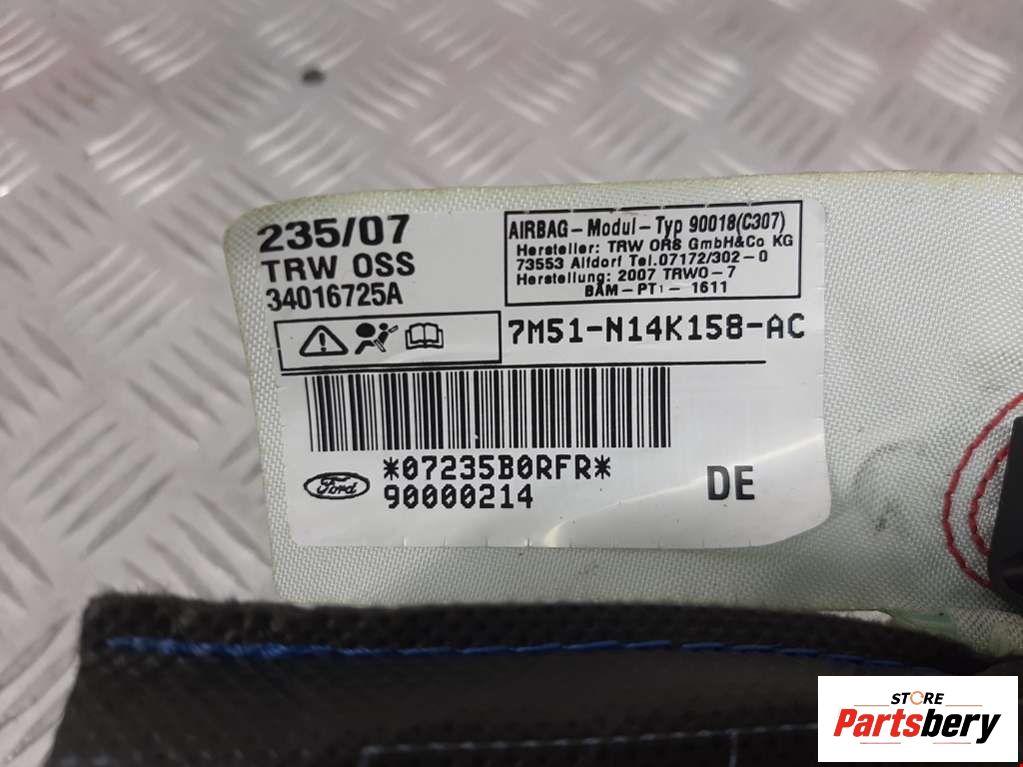 235/07
TRW OSS
34016725A
AIRBAG-Modul-Typ 90018(C307)
Hersteller: TRW ORS GmbH&Co KG
73553 Alfdorf Tel.07172/302-0
Herstellung: 2007 TRWO-7
BAM-PT1-1611
7M51-N14K158-AC
*07235B0RFR*
90000214
Ford
DE
STORE
Partsbery